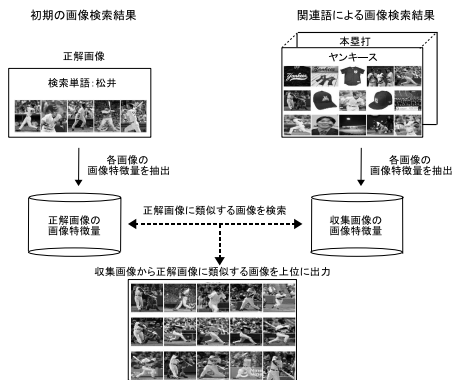 初期の画像検索結果
正解画像
検索単語：松井
各画像の
画像特徴量を抽出
正解画像の
画像特徴量
関連語による画像検索結果
本塁打
ヤンキース
各画像の
画像特徴量を抽出
収集画像の
画像特徴量
正解画像に類似する画像を検索
収集画像から正解画像に類似する画像を上位に出力